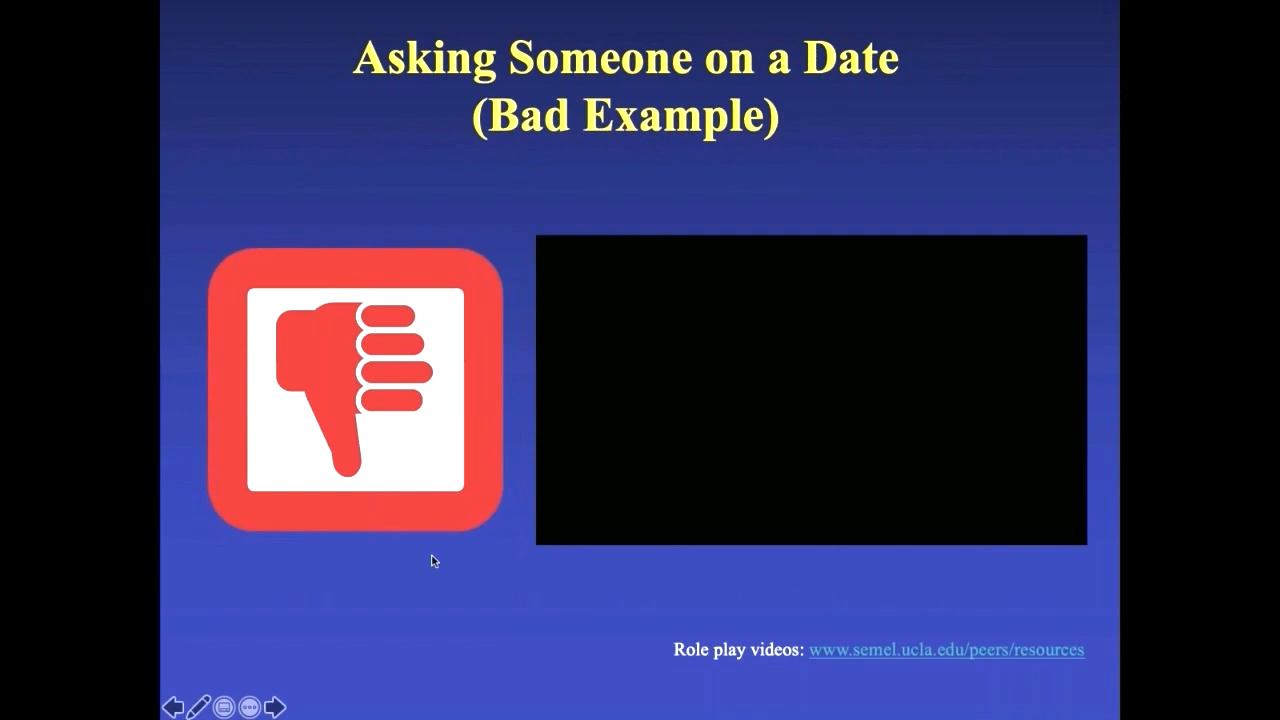 Asking Someone on a Date
(Bad Example)
Role play videos: www.semel.ucla.edu/peers/resources